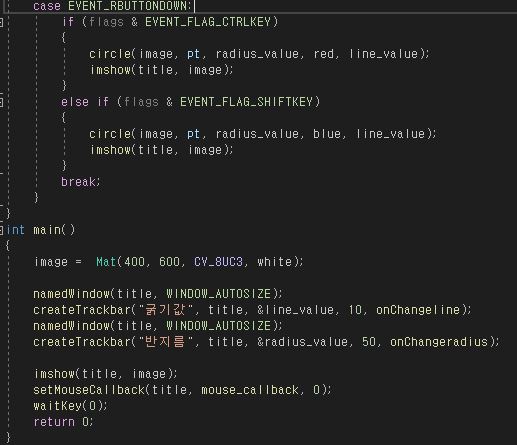 case EVENT_RBUTTONDOWN:
if (flags & EVENT_FLAG_CTRLKEY)
{
circle(image, pt, radius_value, red, line_value);
imshow(title, image);
}
else if (flags & EVENT_FLAG_SHIFTKEY)
{
circle(image, pt, radius_value, blue, line_value);
imshow(title, image);
}
break;
}
}
int main()
{
image =  Mat(400, 600, CV_8UC3, white);
namedWindow(title, WINDOW_AUTOSIZE);
createTrackbar("굵기값", title, &line_value, 10, onChangeline);
namedWindow(title, WINDOW_AUTOSIZE);
createTrackbar("반지름", title, &radius_value, 50, onChangeradius);
imshow(title, image);
setMouseCallback(title, mouse_callback, 0);
waitKey(0);
return 0;
}